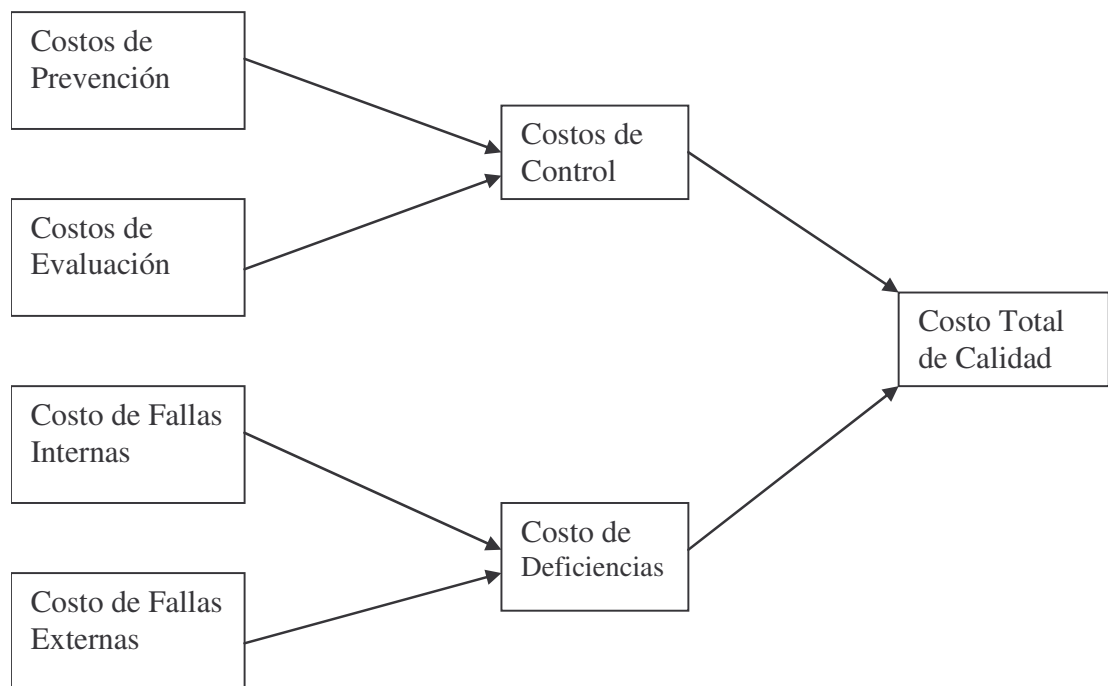 Costos de
Prevención
Costos de
Evaluación
Costo de Fallas
Internas
Costo de Fallas
Externas
Costos de
Control
Costo de
Deficiencias
Costo Total
de Calidad